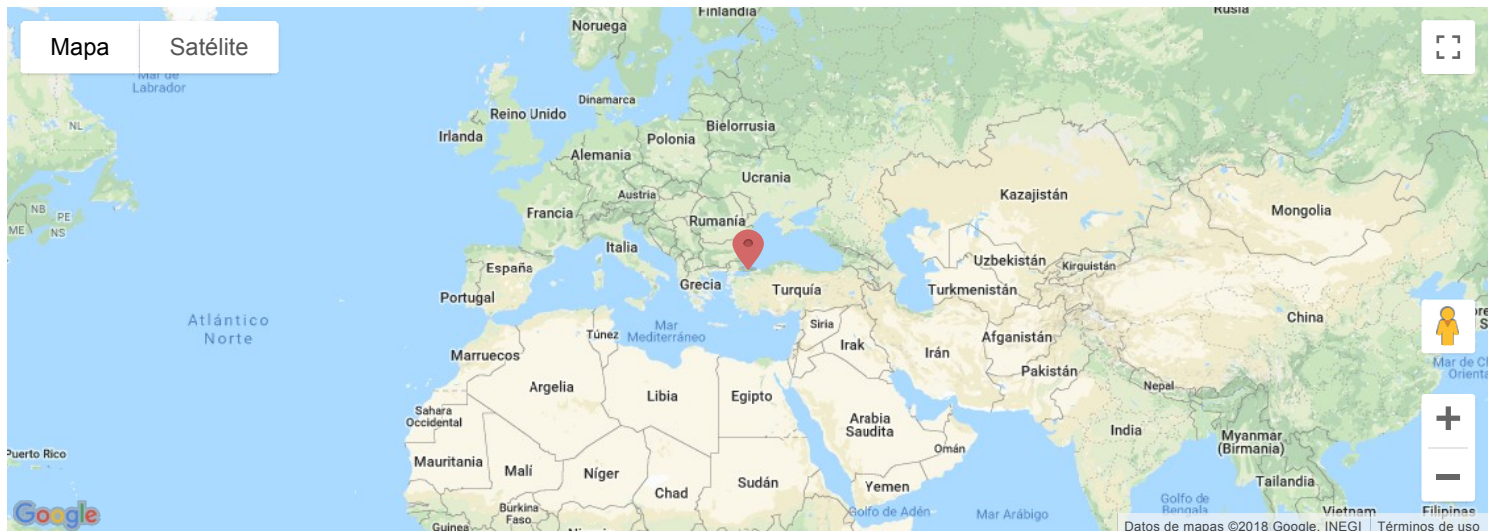 Mapa
Satélite
Finlandia
Rusia
Noruega
Mar de
Labrador
Dinamarca
Reino Unido
NL
Irlanda
Bielorrusia
Polonia
Alemania
Ucrania
Austria
Kazajistán
NB
PE
Francia
Mongolia
ME
NS
Rumanía
Italia
Uzbekistán
Kirguistán
España
Grecia
Turquía
Turkmenistán
Portugal
Atlántico
Norte
China
Siria
Túnez
Mar
Mediterráneo
Afganistán
Irak
Irán
Marruecos
Pakistán
Nepal
Argelia
Libia
Egipto
Sahara
Occidental
Arabia
Saudita
India
Myanmar
(Birmania)
Omán
Puerto Rico
Mauritania
Malí
Níger
Chad
Sudán
Yemen
Tailandia
Golfo de
Bengala
Google
Burkina
Faso
Golfo de Adén
Mar Arábigo
Vietnam
Filipinas
Guinea
Datos de mapas ©2018 Google, INEGI
Términos de uso